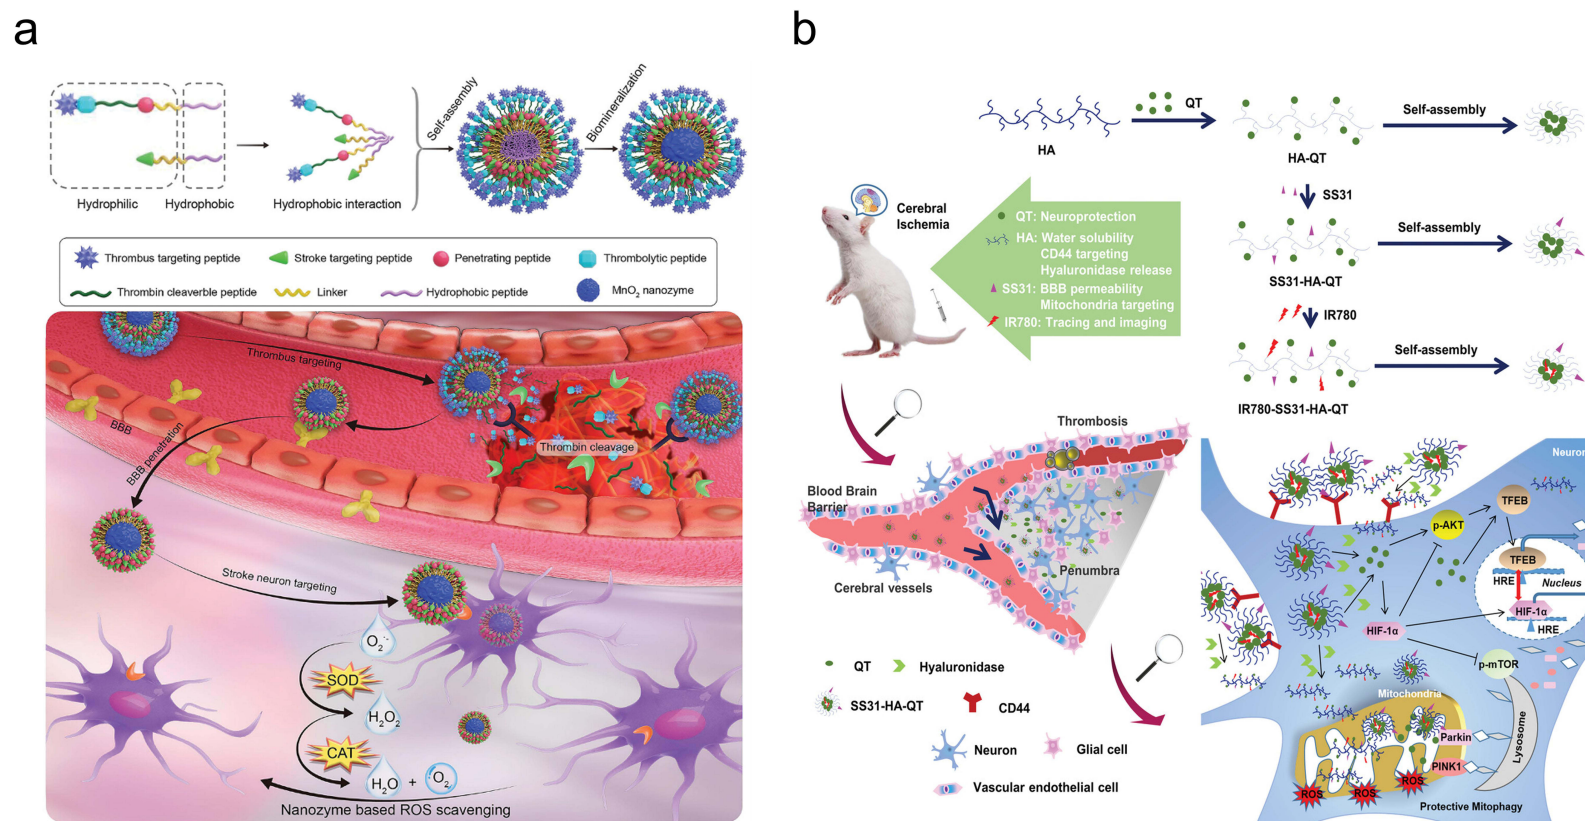 a
Hydrophilic
Hydrophobic
Hydrophobic interaction
Self-assembly
Biomineralization
Thrombus targeting peptide
Stroke targeting peptide
Penetrating peptide
Thrombolytic peptide
Thrombin cleaverble peptide
Linker
Hydrophobic peptide
MnO₂ nanozyme
Thrombus targeting
BBB
Thrombin cleavage
BBB penetration
Stroke neuron targeting
O₂⁻
SOD
H₂O₂
CAT
H₂O + O₂
Nanozyme based ROS scavenging
b
HA
QT
HA-QT
Self-assembly
SS31
SS31-HA-QT
Self-assembly
IR780
IR780-SS31-HA-QT
Self-assembly
Cerebral
Ischemia
QT: Neuroprotection
HA: Water solubility
CD44 targeting
Hyaluronidase release
SS31: BBB permeability
Mitochondria targeting
IR780: Tracing and imaging
Thrombosis
Blood Brain
Barrier
Penumbra
Cerebral vessels
QT
Hyaluronidase
SS31-HA-QT
CD44
Neuron
Glial cell
Vascular endothelial cell
Neuron
TFEB
p-AKT
TFEB
HRE
Nucleus
HIF-1α
HRE
HIF-1α
p-mTOR
Mitochondria
Parkin
PINK1
Lysosome
ROS
ROS
ROS
Protective Mitophagy